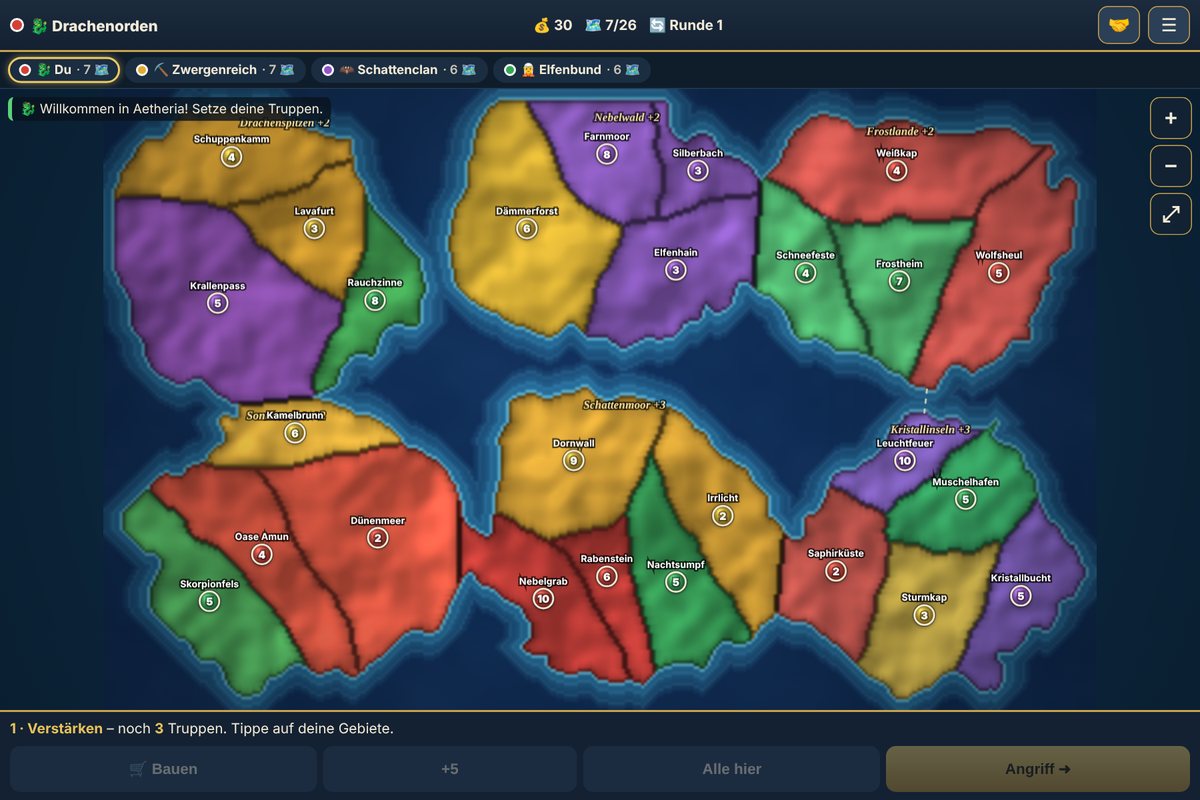 🐉 Drachenorden
💰 30 🗺️ 7/26 🔄 Runde 1
🐉 Du · 7 🗺️
⛏️ Zwergenreich · 7 🗺️
🦇 Schattenclan · 6 🗺️
🧝 Elfenbund · 6 🗺️
🐉 Willkommen in Aetheria! Setze deine Truppen.
Drachenspitzen +2
Nebelwald +2
Frostlande +2
Schuppenkamm
4
Farnmoor
8
Silberbach
3
Weißkap
4
Lavafurt
3
Dämmerforst
6
Elfenhain
3
Schneefeste
4
Frostheim
7
Wolfsheul
5
Krallenpass
5
Rauchzinne
8
Son
Kamelbrunn
6
Schattenmoor +3
Kristallinseln +3
Dornwall
9
Leuchtfeuer
10
Muschelhafen
5
Irrlicht
2
Dünenmeer
2
Oase Amun
4
Skorpionfels
5
Nebelgrab
10
Rabenstein
6
Nachtsumpf
5
Saphirküste
2
Sturmkap
3
Kristallbucht
5
+
−
1 · Verstärken – noch 3 Truppen. Tippe auf deine Gebiete.
🛒 Bauen
+5
Alle hier
Angriff ➜